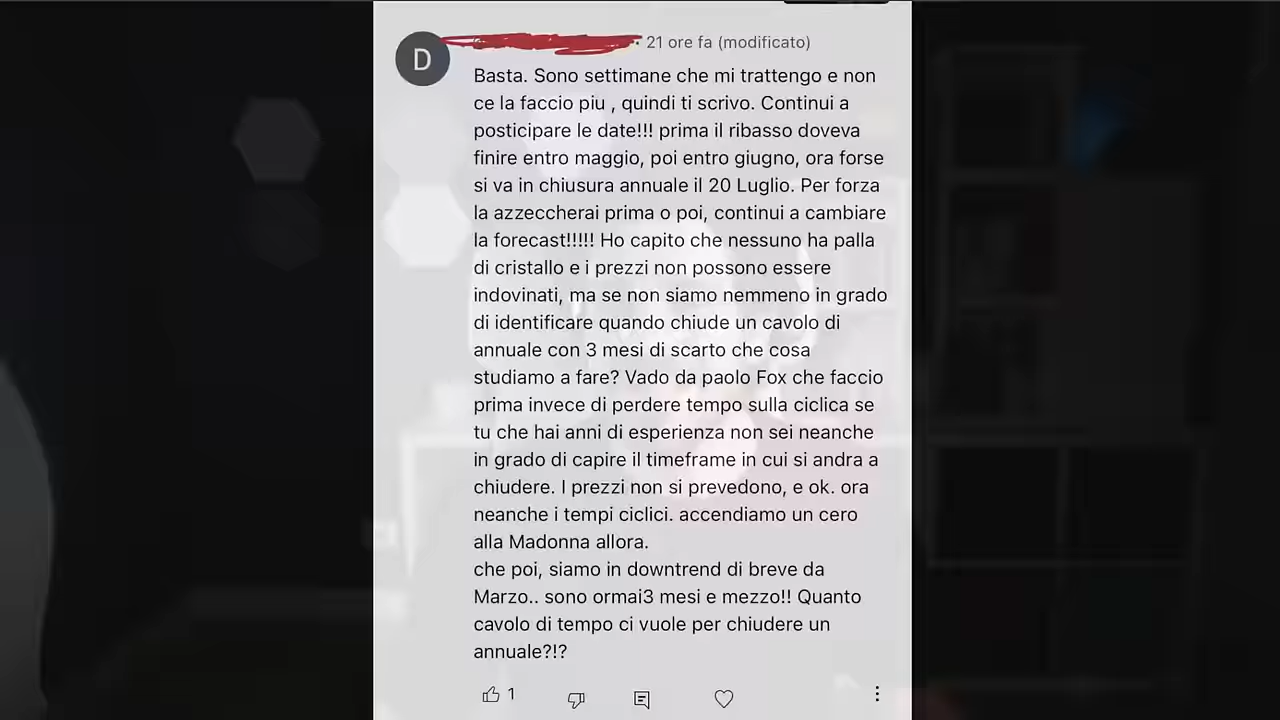 D
21 ore fa (modificato)
Basta. Sono settimane che mi trattengo e non
ce la faccio piu , quindi ti scrivo. Continui a
posticipare le date!!! prima il ribasso doveva
finire entro maggio, poi entro giugno, ora forse
si va in chiusura annuale il 20 Luglio. Per forza
la azzeccherai prima o poi, continui a cambiare
la forecast!!!!! Ho capito che nessuno ha palla
di cristallo e i prezzi non possono essere
indovinati, ma se non siamo nemmeno in grado
di identificare quando chiude un cavolo di
annuale con 3 mesi di scarto che cosa
studiamo a fare? Vado da paolo Fox che faccio
prima invece di perdere tempo sulla ciclica se
tu che hai anni di esperienza non sei neanche
in grado di capire il timeframe in cui si andra a
chiudere. I prezzi non si prevedono, e ok. ora
neanche i tempi ciclici. accendiamo un cero
alla Madonna allora.
che poi, siamo in downtrend di breve da
Marzo.. sono ormai3 mesi e mezzo!! Quanto
cavolo di tempo ci vuole per chiudere un
annuale?!?
1